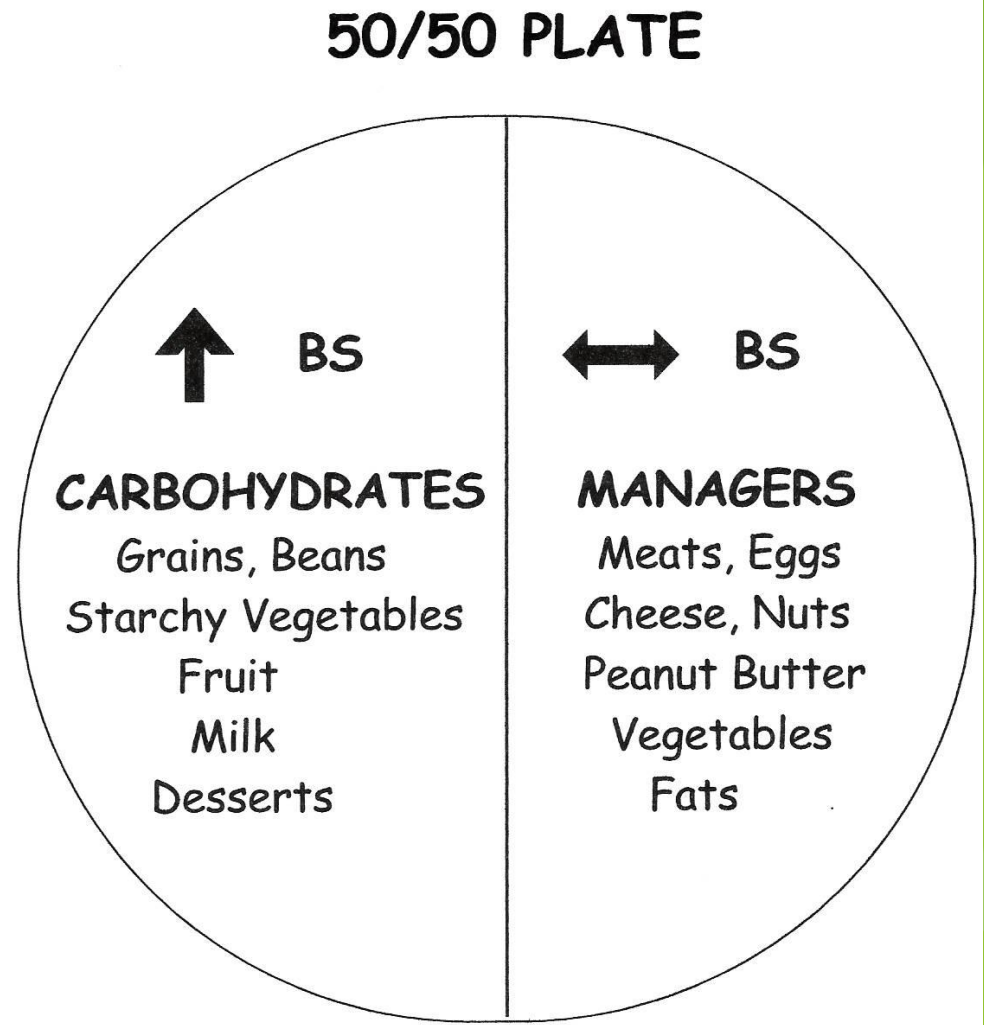 50/50 PLATE
BS
CARBOHYDRATES
Grains, Beans
Starchy Vegetables
Fruit
Milk
Desserts
BS
MANAGERS
Meats, Eggs
Cheese, Nuts
Peanut Butter
Vegetables
Fats